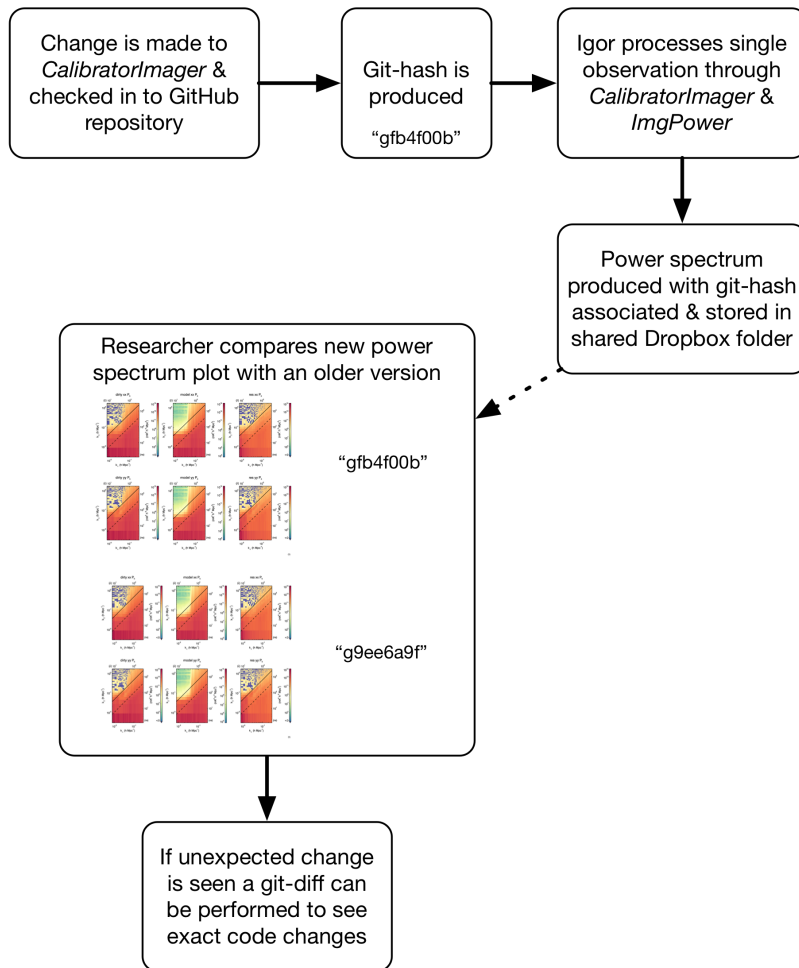 Change is made to
CalibratorImager &
checked in to GitHub
repository
Git-hash is
produced
“gfb4f00b”
Igor processes single
observation through
CalibratorImager &
ImgPower
Power spectrum
produced with git-hash
associated & stored in
shared Dropbox folder
Researcher compares new power
spectrum plot with an older version
“gfb4f00b”
“g9ee6a9f”
If unexpected change
is seen a git-diff can
be performed to see
exact code changes